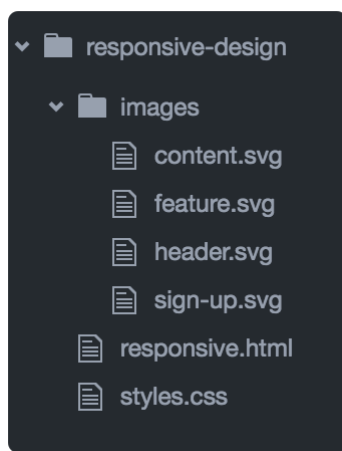 responsive-design
images
content.svg
feature.svg
header.svg
sign-up.svg
responsive.html
styles.css